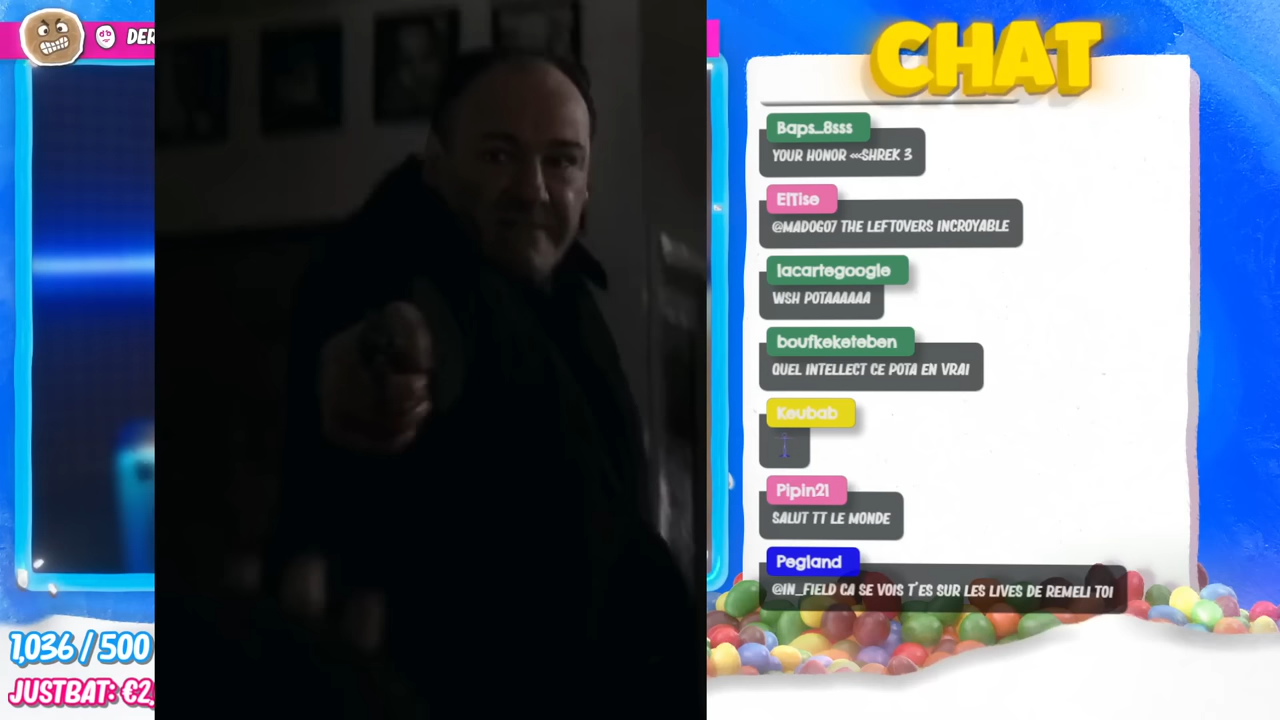 DER
CHAT
Baps_8sss
YOUR HONOR <<<SHREK 3
ElTise
@MADOG07 THE LEFTOVERS INCROYABLE
lacartegoogle
WSH POTAAAAAA
boufkeketeben
QUEL INTELLECT CE POTA EN VRAI
Keubab
Pipin21
SALUT TT LE MONDE
Pegland
@IN_FIELD CA SE VOIS T'ES SUR LES LIVES DE REMELI TOI
1,036 / 500
JUSTBAT: €2,